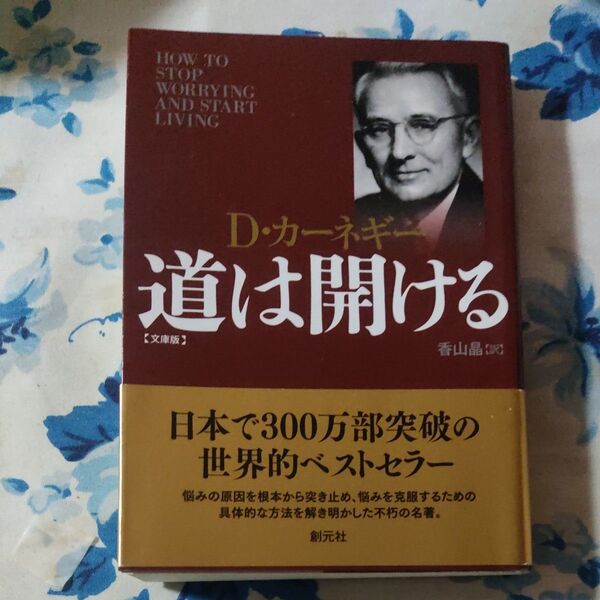 HOW TO
STOP
WORRYING
AND START
LIVING
D・カーネギー
道は開ける
【文庫版】
香山晶【訳】
日本で300万部突破の
世界的ベストセラー
悩みの原因を根本から突き止め、悩みを克服するための
具体的な方法を解き明かした不朽の名著。
創元社